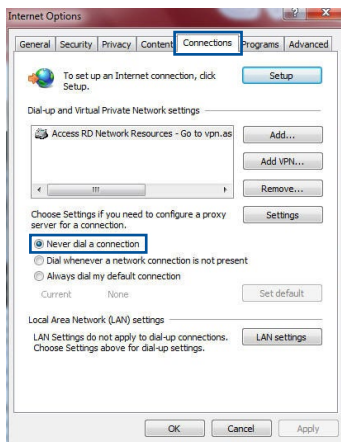 Internet Options
General Security Privacy Content Connections Programs Advanced
To set up an Internet connection, click
Setup.
Setup
Dial-up and Virtual Private Network settings
Access RD Network Resources - Go to vpn.as
Add...
Add VPN...
Remove...
Choose Settings if you need to configure a proxy
server for a connection.
Settings
Never dial a connection
Dial whenever a network connection is not present
Always dial my default connection
Current None
Set default
Local Area Network (LAN) settings
LAN Settings do not apply to dial-up connections.
Choose Settings above for dial-up settings.
LAN settings
OK Cancel Apply